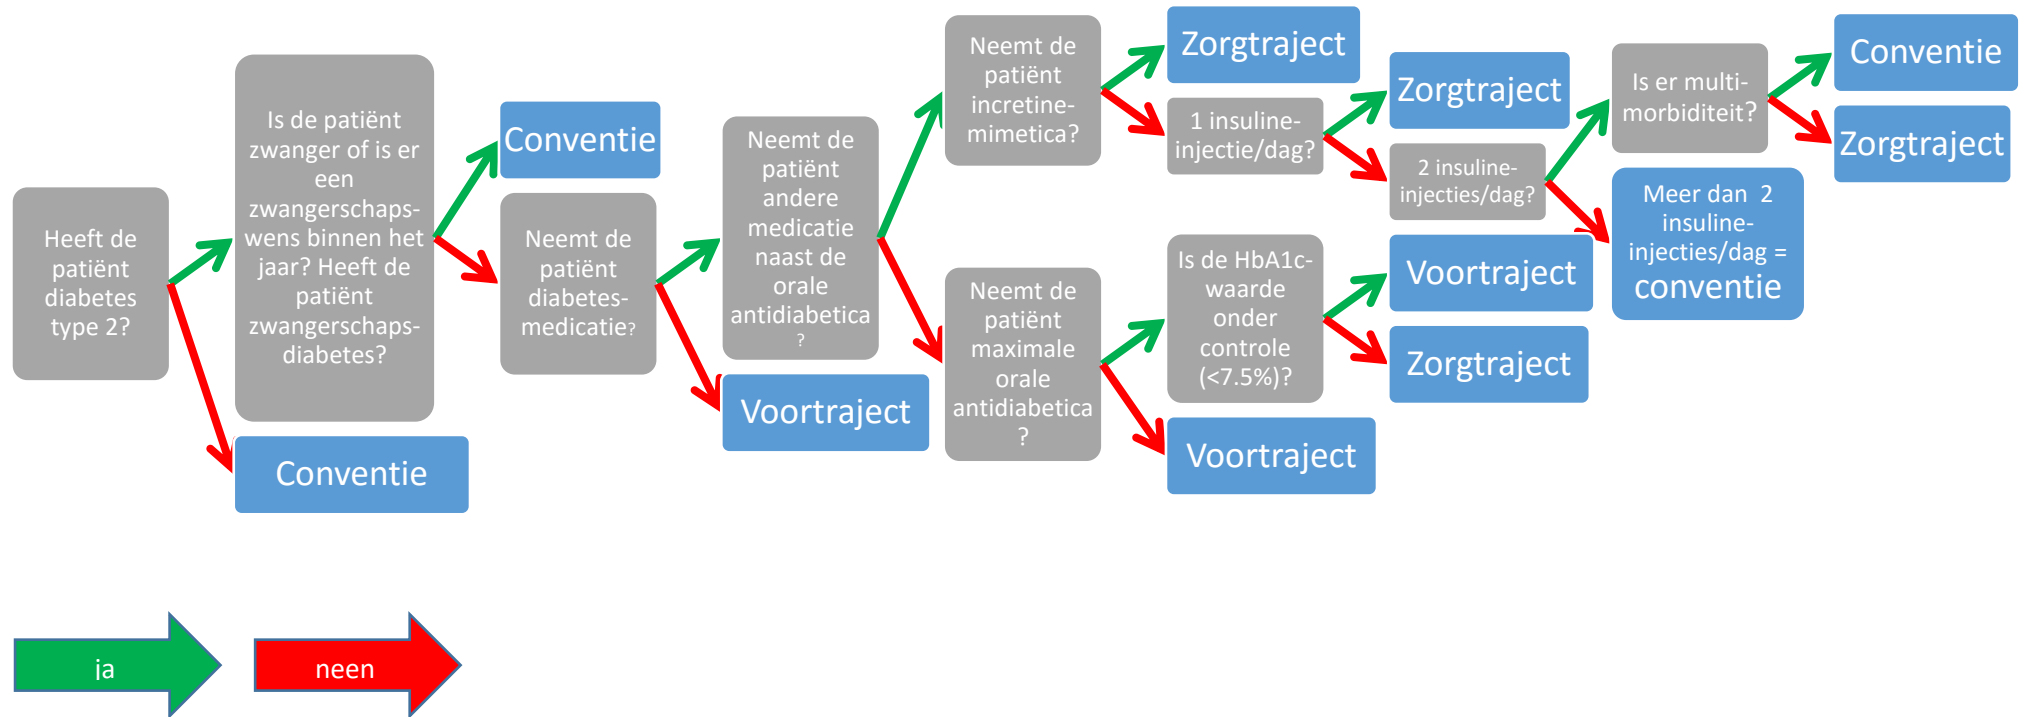 Heeft de
patiënt
diabetes
type 2?
Is de patiënt
zwanger of is er
een
zwangerschaps-
wens binnen het
jaar? Heeft de
patiënt
zwangerschaps-
diabetes?
Conventie
Conventie
Neemt de
patiënt
diabetes-
medicatie?
Neemt de
patiënt
andere
medicatie
naast de
orale
antidiabetica
?
Voortraject
Neemt de
patiënt
incretine-
mimetica?
Neemt de
patiënt
maximale
orale
antidiabetica
?
Zorgtraject
1 insuline-
injectie/dag?
Is de HbA1c-
waarde
onder
controle
(<7.5%)?
Voortraject
Zorgtraject
2 insuline-
injecties/dag?
Voortraject
Zorgtraject
Is er multi-
morbiditeit?
Meer dan 2
insuline-
injecties/dag =
conventie
Conventie
Zorgtraject
ja
neen